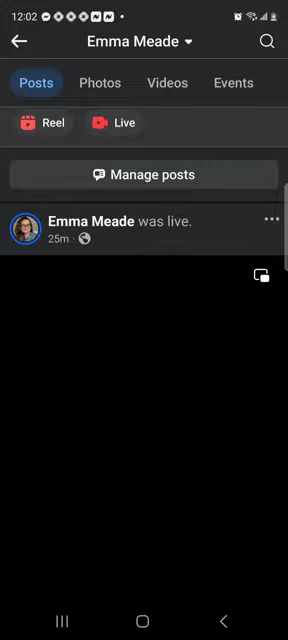 12:02
Emma Meade
Posts Photos Videos Events
Reel Live
Manage posts
Emma Meade was live.
25m ·